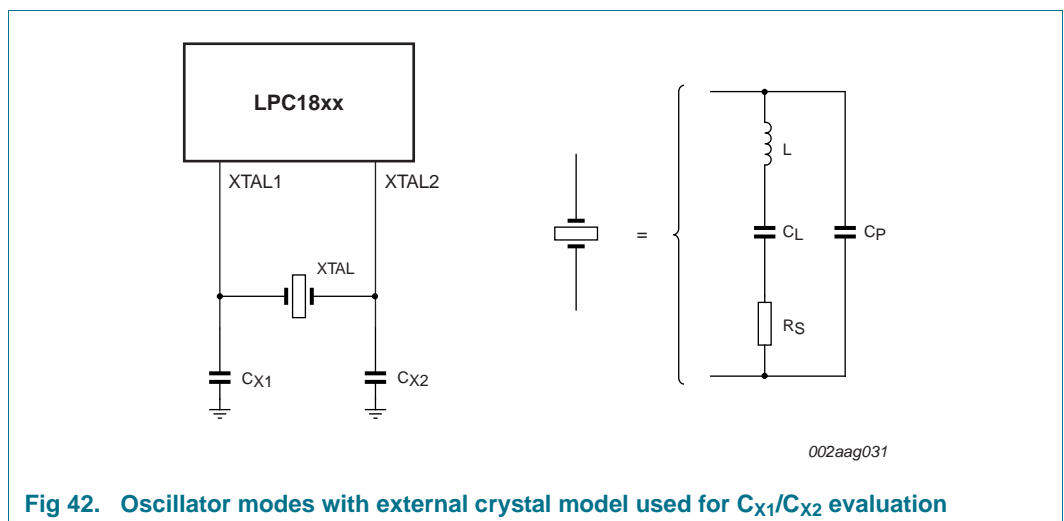 LPC18xx
XTAL1
XTAL2
XTAL
CX1
CX2
=
L
CL
CP
RS
002aag031
Fig 42. Oscillator modes with external crystal model used for CX1/CX2 evaluation